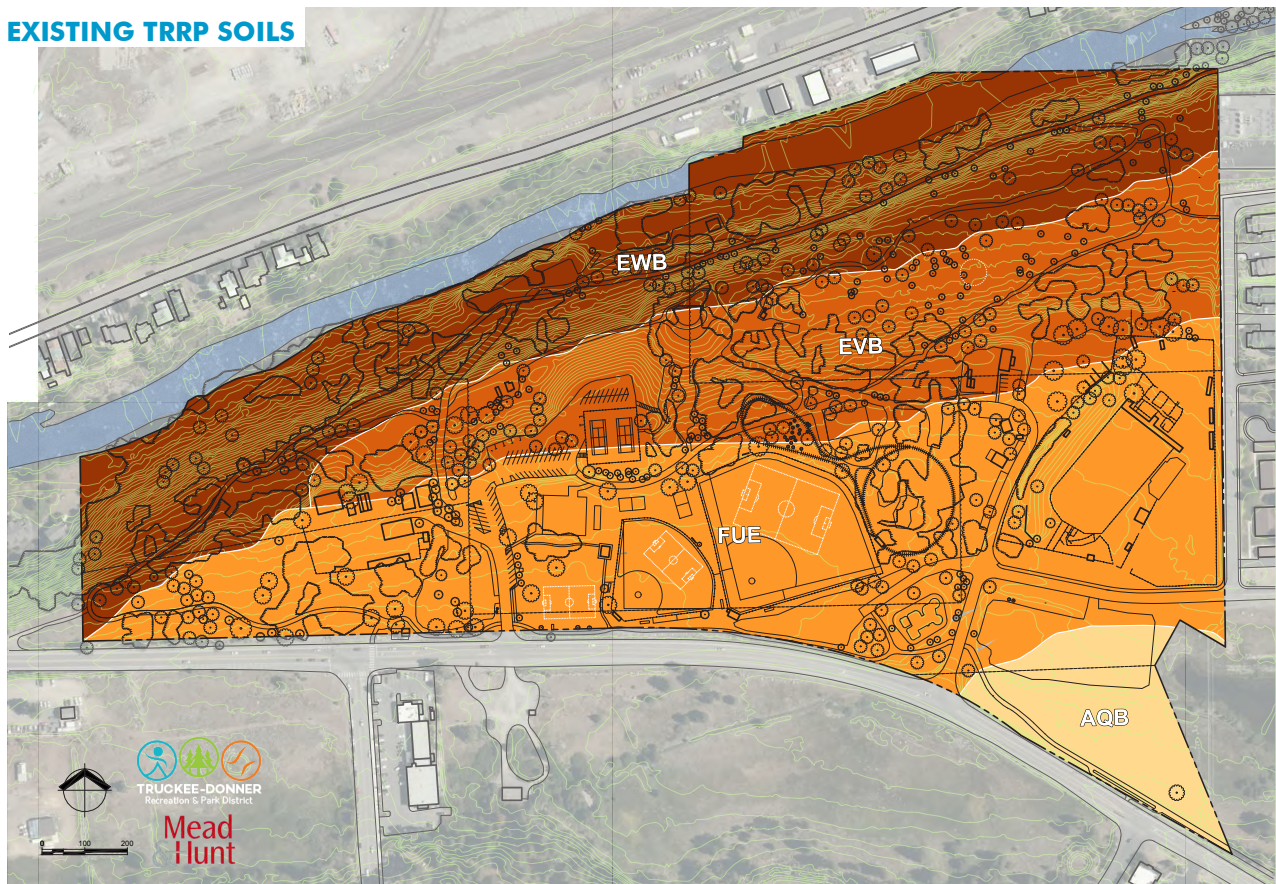 EXISTING TRRP SOILS
EWB
EVB
FUE
AQB
TRUCKEE-DONNER
Recreation & Park District
Mead
Hunt
0 100 200